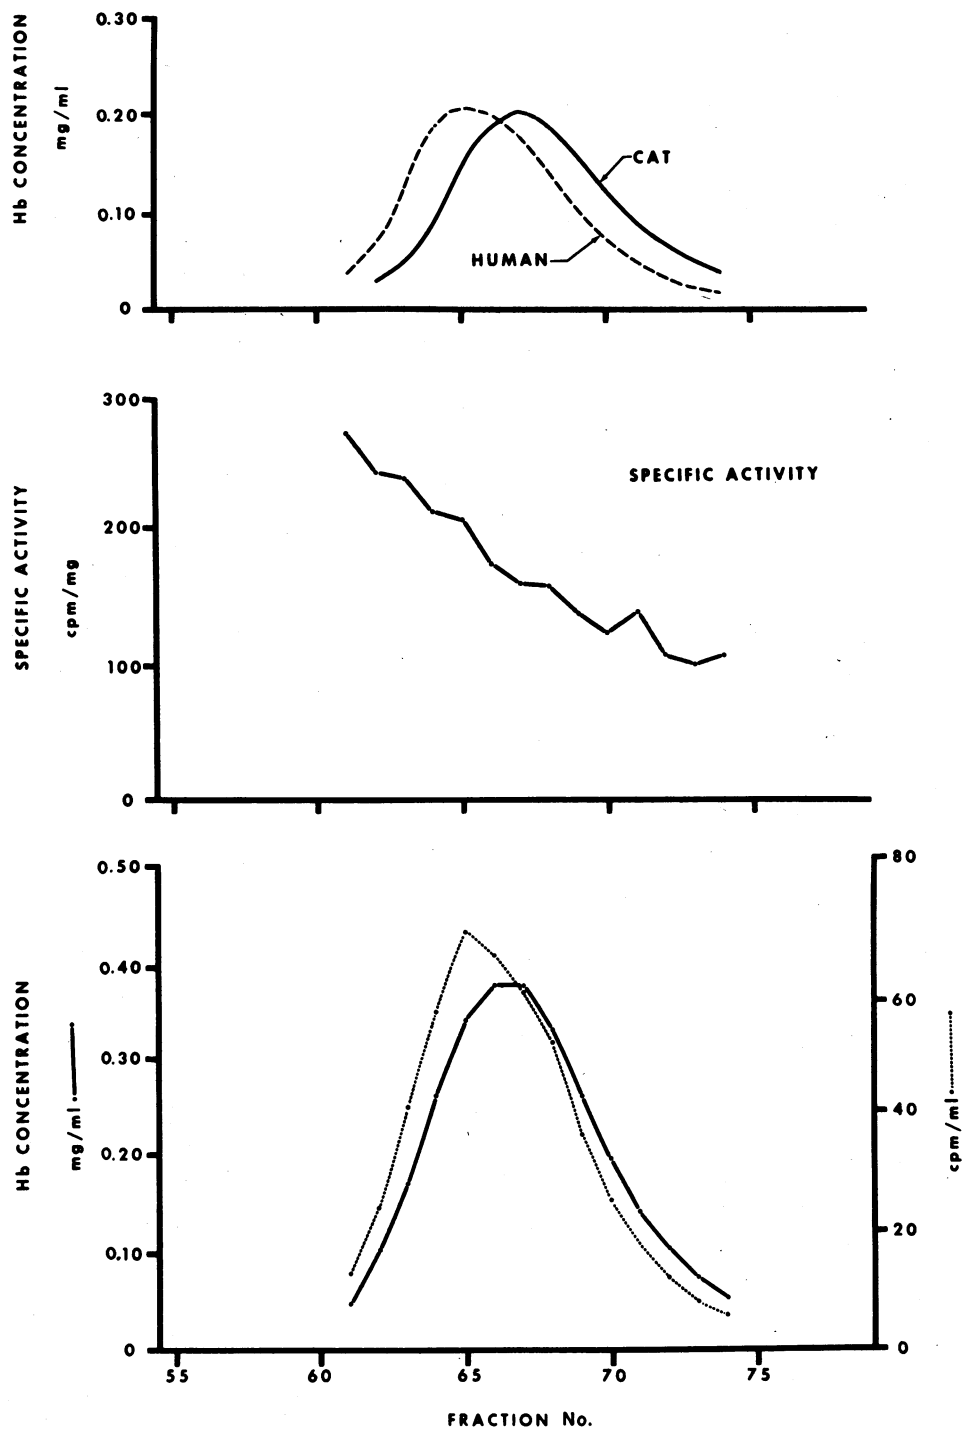 Hb CONCENTRATION
mg/ml
0.30
0.20
0.10
0
CAT
HUMAN
SPECIFIC ACTIVITY
cpm/mg
300
200
100
0
SPECIFIC ACTIVITY
Hb CONCENTRATION
mg/ml
0.50
0.40
0.30
0.20
0.10
0
80
60
40
20
0
cpm/ml
55 60 65 70 75
FRACTION No.